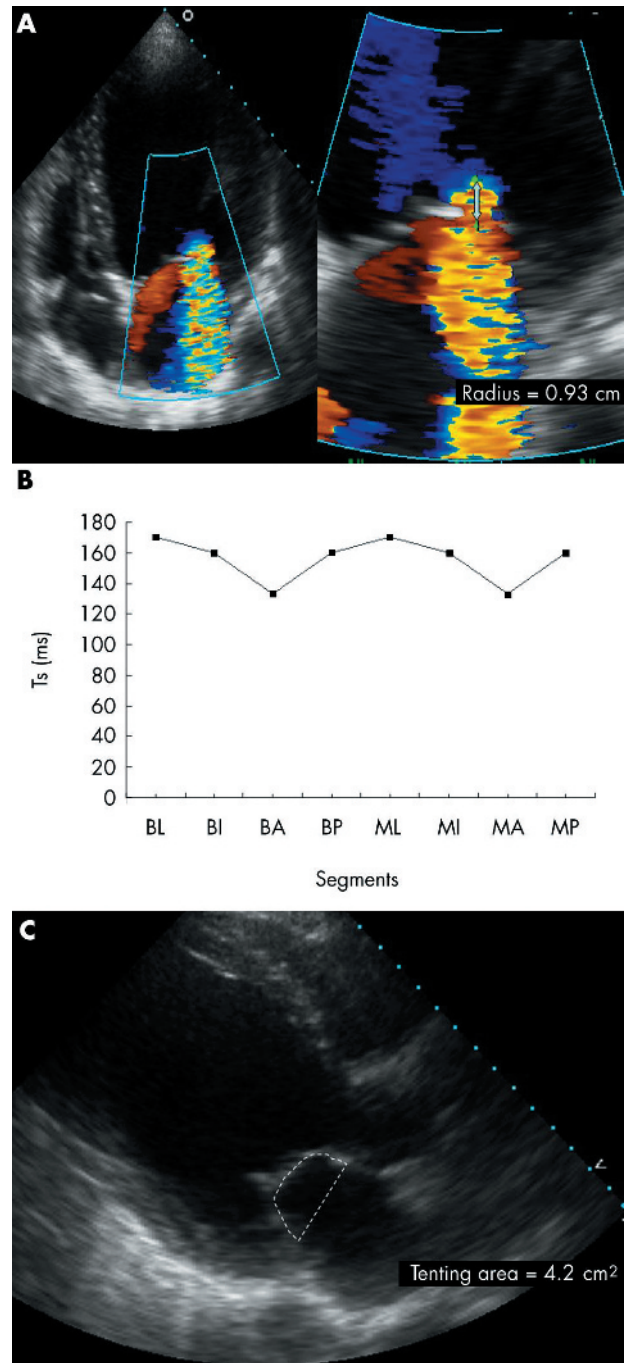 A
Radius = 0.93 cm
B
180
160
140
120
100
80
60
40
20
0
Ts (ms)
BL BI BA BP ML MI MA MP
Segments
C
Tenting area = 4.2 cm²